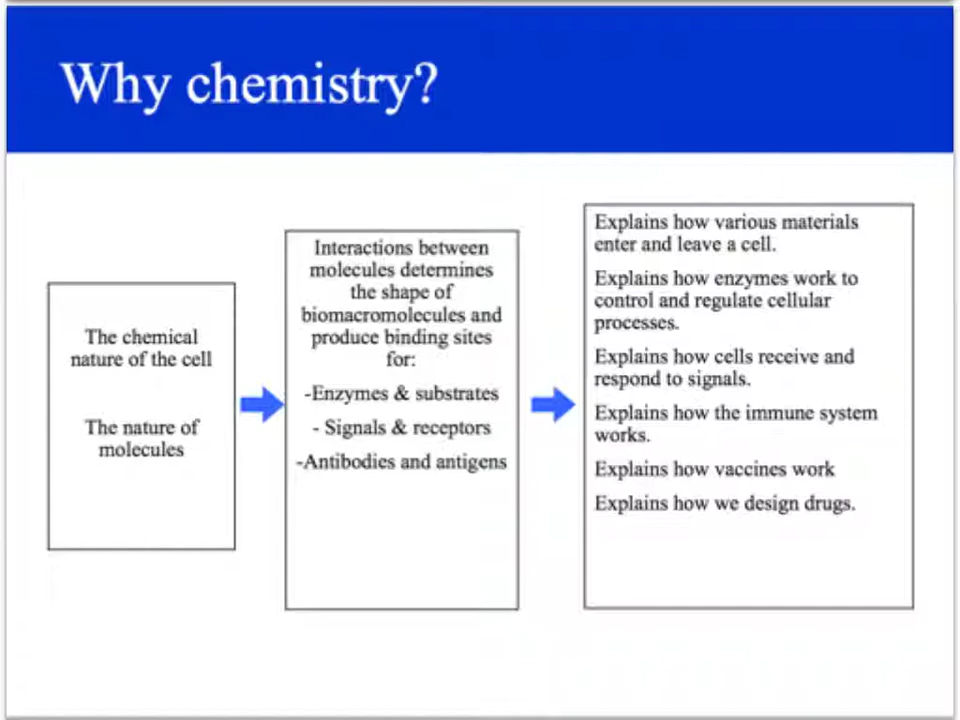 Why chemistry?
The chemical
nature of the cell
The nature of
molecules
Interactions between
molecules determines
the shape of
biomacromolecules and
produce binding sites
for:
-Enzymes & substrates
- Signals & receptors
-Antibodies and antigens
Explains how various materials
enter and leave a cell.
Explains how enzymes work to
control and regulate cellular
processes.
Explains how cells receive and
respond to signals.
Explains how the immune system
works.
Explains how vaccines work
Explains how we design drugs.